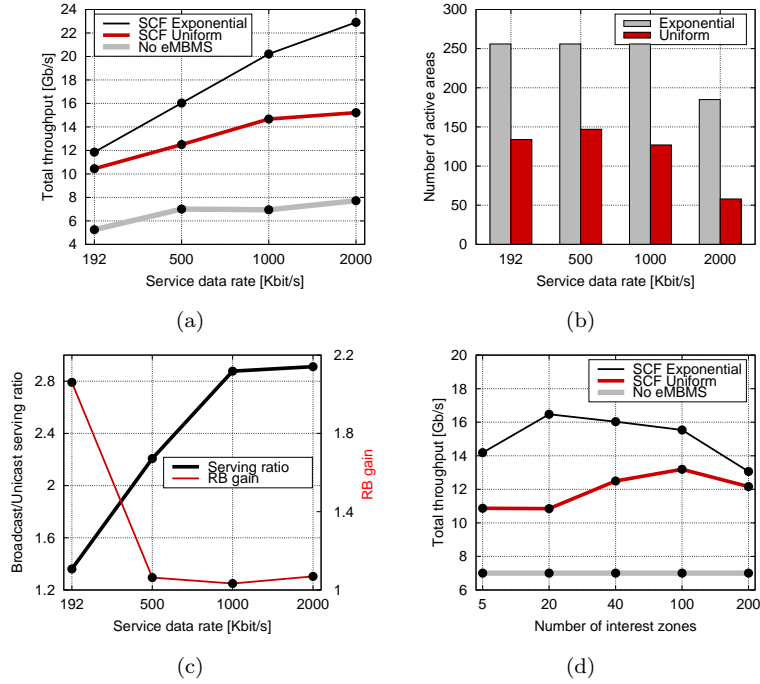 24
22
20
18
16
14
12
10
8
6
4
Total throughput [Gb/s]
SCF Exponential
SCF Uniform
No eMBMS
192 500 1000 2000
Service data rate [Kbit/s]
(a)
300
250
200
150
100
50
0
Number of active areas
Exponential
Uniform
192 500 1000 2000
Service data rate [Kbit/s]
(b)
2.8
2.4
2
1.6
1.2
Broadcast/Unicast serving ratio
Serving ratio
RB gain
2.2
1.8
1.4
1
RB gain
192 500 1000 2000
Service data rate [Kbit/s]
(c)
20
18
16
14
12
10
8
6
Total throughput [Gb/s]
SCF Exponential
SCF Uniform
No eMBMS
5 20 40 100 200
Number of interest zones
(d)